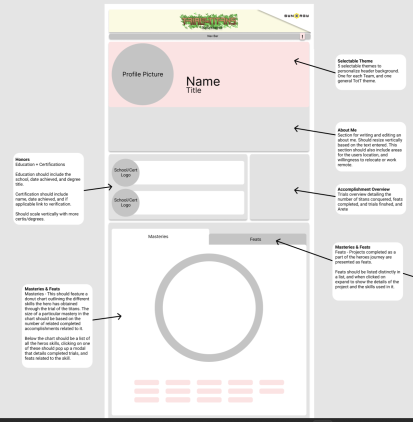 RUN
Profile Picture
Name
Title
Selectable Theme
5 selectable themes to
personalize header background.
One for each Team, and one
general TotT theme.
About Me
Section for writing and editing an
about me. Should resize vertically
based on the text entered. This
section should also include areas
for the users location, and
willingness to relocate or work
remote.
Honors
Education + Certifications
Education should include the
school, date achieved, and degree
title.
Certification should include
name, date achieved, and if
applicable link to verification.
Should scale vertically with more
certs/degrees.
School/Cert
Logo
School/Cert
Logo
Accomplishment Overview
Trials overview detailing the
number of titans conquered, feats
completed, and trials finished, and
Arete
Masteries
Feats
Masteries & Feats
Feats - Projects completed as a
part of the heroes journey are
presented as feats.
Feats should be listed distinctly in
a list, and when clicked on
expand to show the details of the
project and the skills used in it.
Masteries & Feats
Masteries - This should feature a
donut chart outlining the different
skills the hero has obtained
through the trial of the titans. The
size of a particular mastery in the
chart should be based on the
number of related completed
accomplishments related to it.
Below the chart should be a list of
all the heros skills, clicking on one
of these should pop up a modal
that details completed trials, and
feats related to the skill.